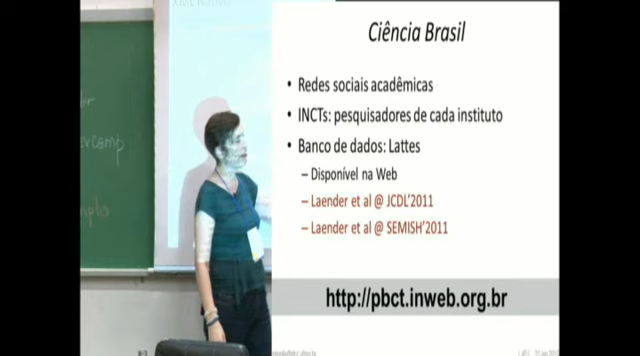 Ciência Brasil
• Redes sociais acadêmicas
• INCTs: pesquisadores de cada instituto
• Banco de dados: Lattes
– Disponível na Web
– Laender et al @ JCDL'2011
– Laender et al @ SEMISH'2011
http://pbct.inweb.org.br